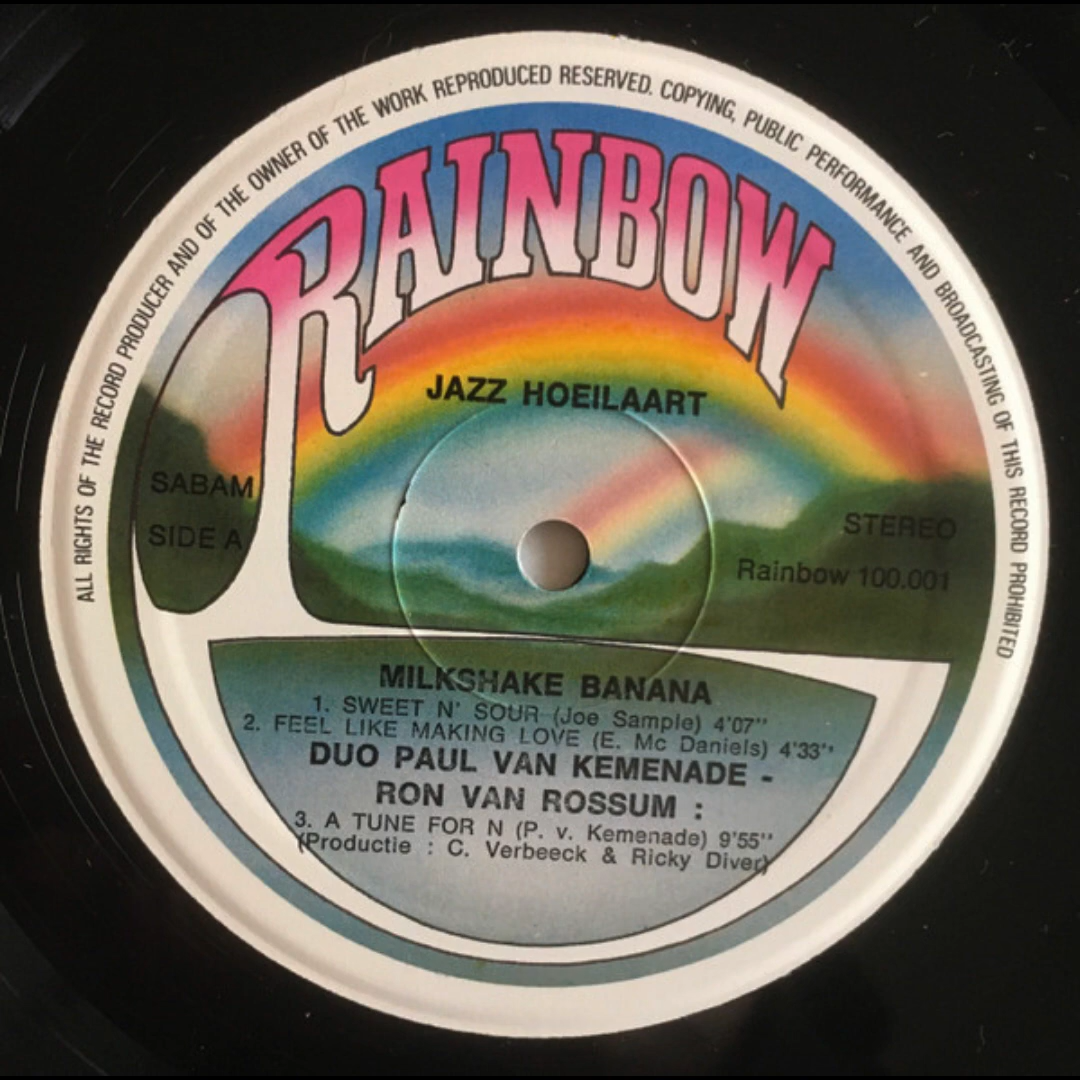 ALL RIGHTS OF THE RECORD PRODUCER AND OF THE OWNER OF THE WORK REPRODUCED RESERVED. COPYING, PUBLIC PERFORMANCE AND BROADCASTING OF THIS RECORD PROHIBITED
RAINBOW
JAZZ HOEILAART
SABAM
SIDE A
STEREO
Rainbow 100.001
MILKSHAKE BANANA
1. SWEET N' SOUR (Joe Sample) 4'07''
2. FEEL LIKE MAKING LOVE (E. Mc Daniels) 4'33''
DUO PAUL VAN KEMENADE -
RON VAN ROSSUM :
3. A TUNE FOR N (P. v. Kemenade) 9'55''
(Productie : C. Verbeeck & Ricky Diver)